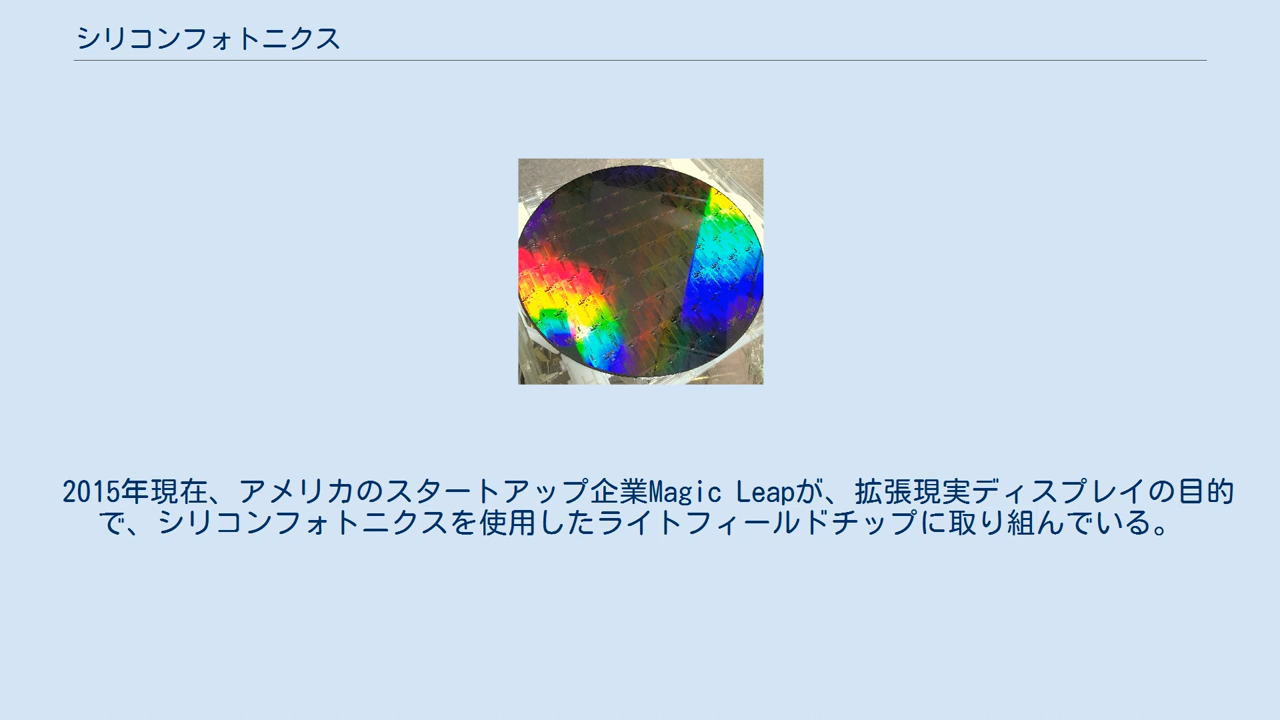 シリコンフォトニクス
2015年現在、アメリカのスタートアップ企業Magic Leapが、拡張現実ディスプレイの目的
で、シリコンフォトニクスを使用したライトフィールドチップに取り組んでいる。